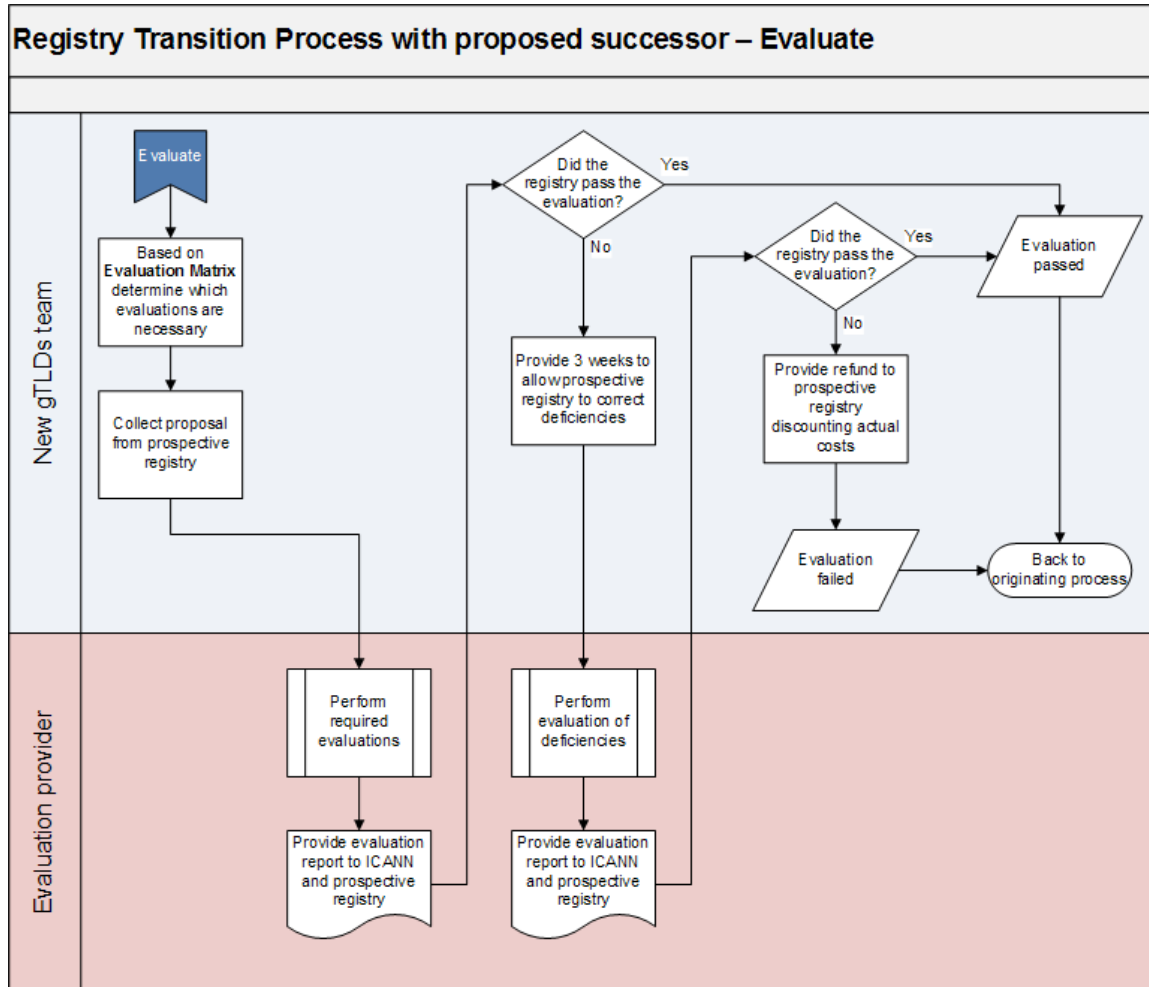 Registry Transition Process with proposed successor – Evaluate
New gTLDs team
Evaluate
Based on
Evaluation Matrix
determine which
evaluations are
necessary
Collect proposal
from prospective
registry
Did the
registry pass the
evaluation?
Yes
No
Provide 3 weeks to
allow prospective
registry to correct
deficiencies
Did the
registry pass the
evaluation?
Yes
No
Provide refund to
prospective
registry
discounting actual
costs
Evaluation
failed
Evaluation
passed
Back to
originating process
Evaluation provider
Perform
required
evaluations
Provide evaluation
report to ICANN
and prospective
registry
Perform
evaluation of
deficiencies
Provide evaluation
report to ICANN
and prospective
registry